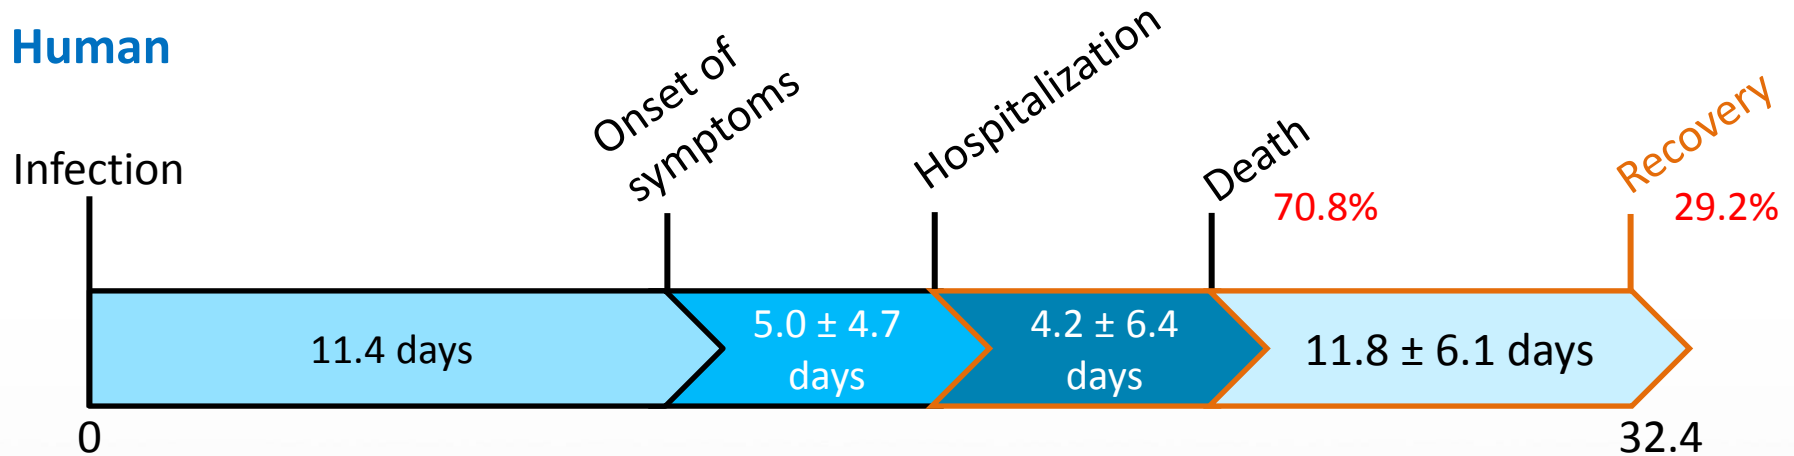 Human
Infection
Onset of
symptoms
Hospitalization
Death
70.8%
Recovery
29.2%
11.4 days
5.0 ± 4.7
days
4.2 ± 6.4
days
11.8 ± 6.1 days
0
32.4